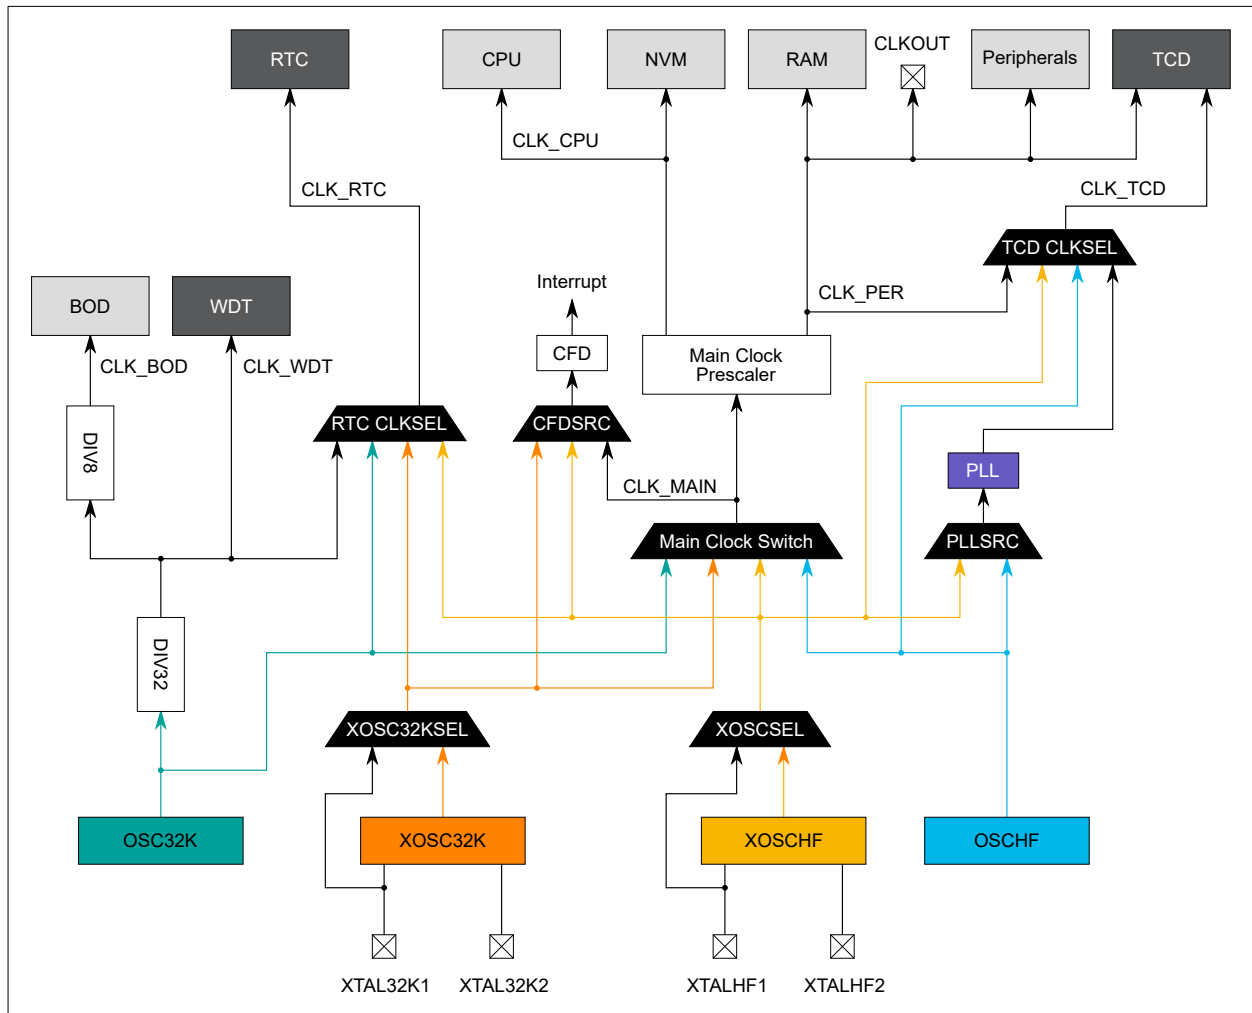 RTC
CPU
NVM
RAM
CLKOUT
Peripherals
TCD
CLK_CPU
CLK_RTC
CLK_TCD
TCD CLKSEL
BOD
WDT
Interrupt
CLK_PER
CLK_BOD
CLK_WDT
CFD
Main Clock
Prescaler
DIV8
RTC CLKSEL
CFDSRC
PLL
CLK_MAIN
Main Clock Switch
PLLSRC
DIV32
XOSC32KSEL
XOSCSEL
OSC32K
XOSC32K
XOSCHF
OSCHF
XTAL32K1
XTAL32K2
XTALHF1
XTALHF2